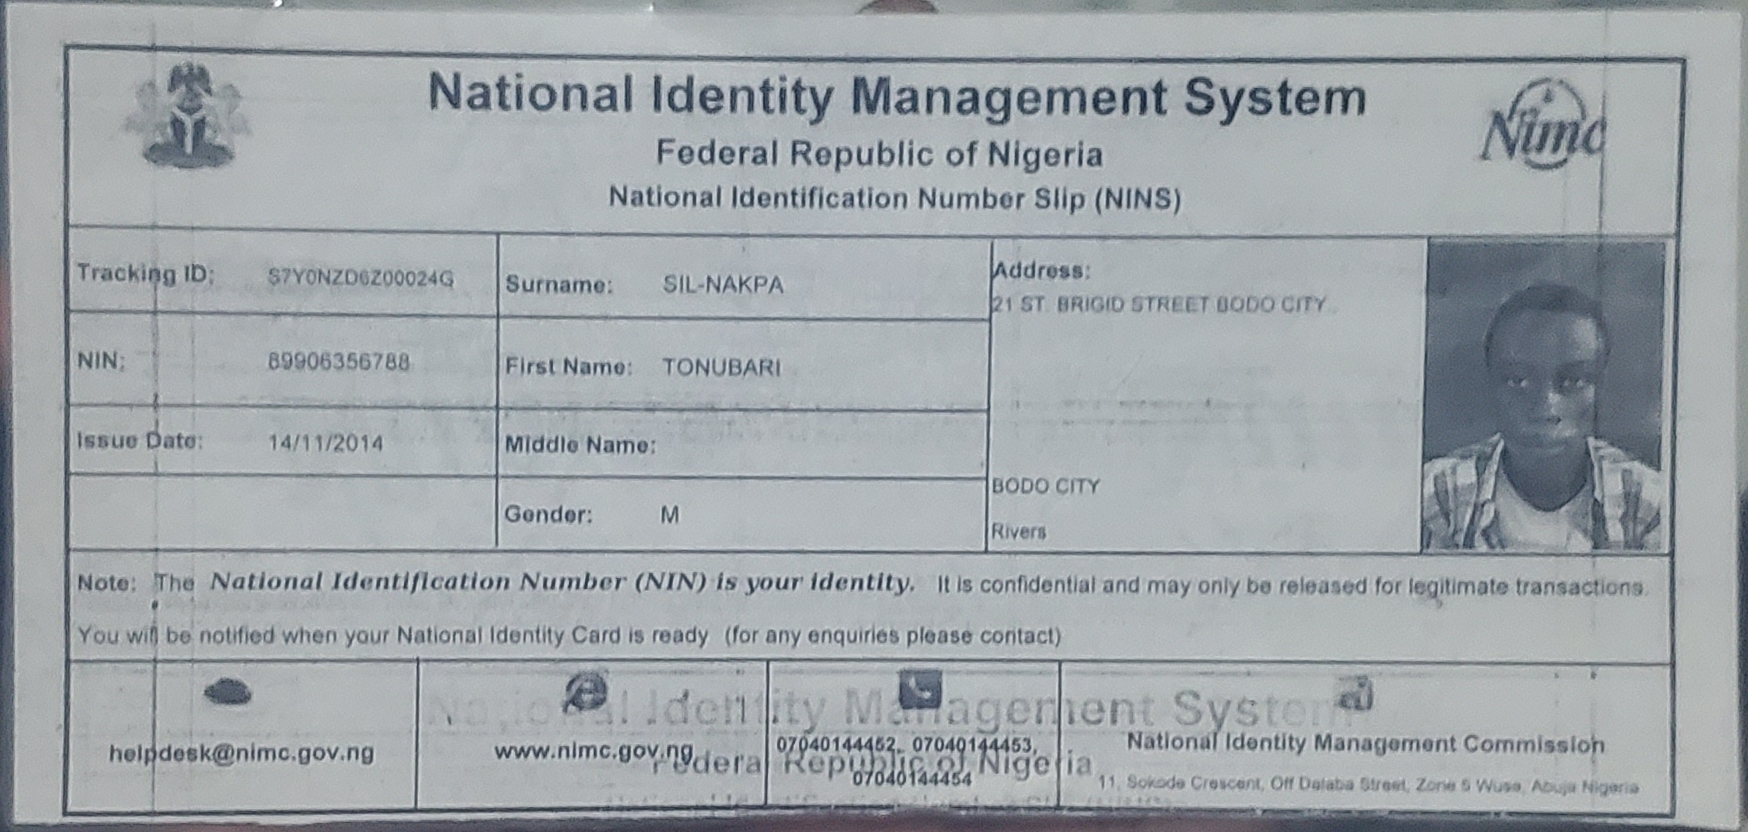 National Identity Management System
Nimc
Federal Republic of Nigeria
National Identification Number Slip (NINS)
Tracking ID: S7Y0NZD6Z00024G
Surname: SIL-NAKPA
Address:
21 ST. BRIGID STREET BODO CITY
NIN: 89906356788
First Name: TONUBARI
Issue Date: 14/11/2014
Middle Name:
BODO CITY
Gender: M
Rivers
Note: The National Identification Number (NIN) is your identity. It is confidential and may only be released for legitimate transactions.
You will be notified when your National Identity Card is ready (for any enquiries please contact)
National Identity Management System
helpdesk@nimc.gov.ng
www.nimc.gov.ng
07040144452, 07040144453,
07040144454
National Identity Management Commission
11, Sokode Crescent, Off Dalaba Street, Zone 5 Wuse, Abuja Nigeria
Federal Republic of Nigeria